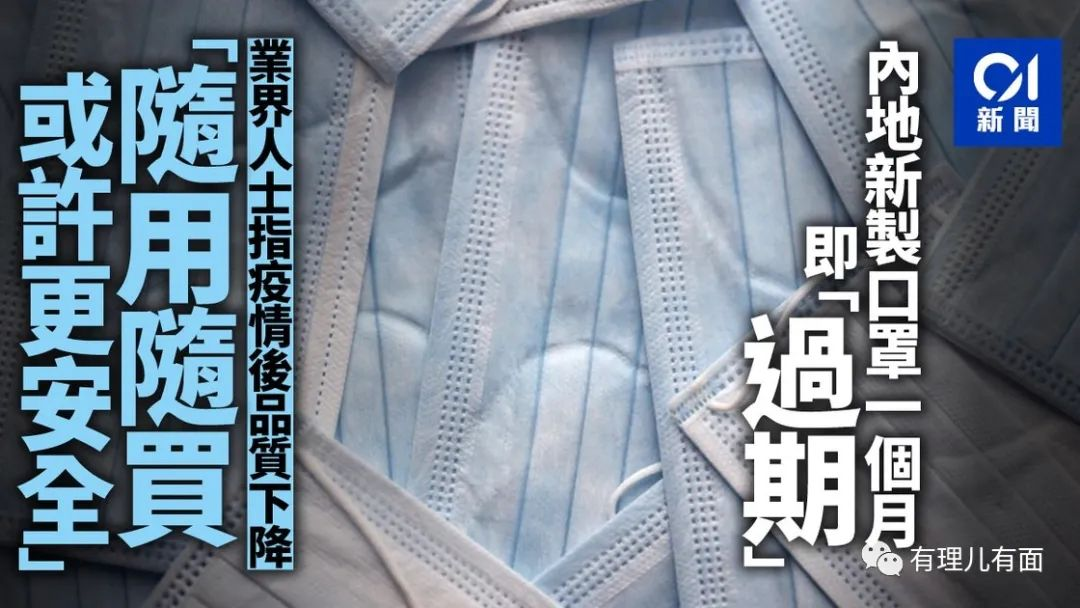 01
新聞
內地新製口罩一個月
即「過期」
業界人士指疫情後品質下降
「隨用隨買
或許更安全」
有理儿有面